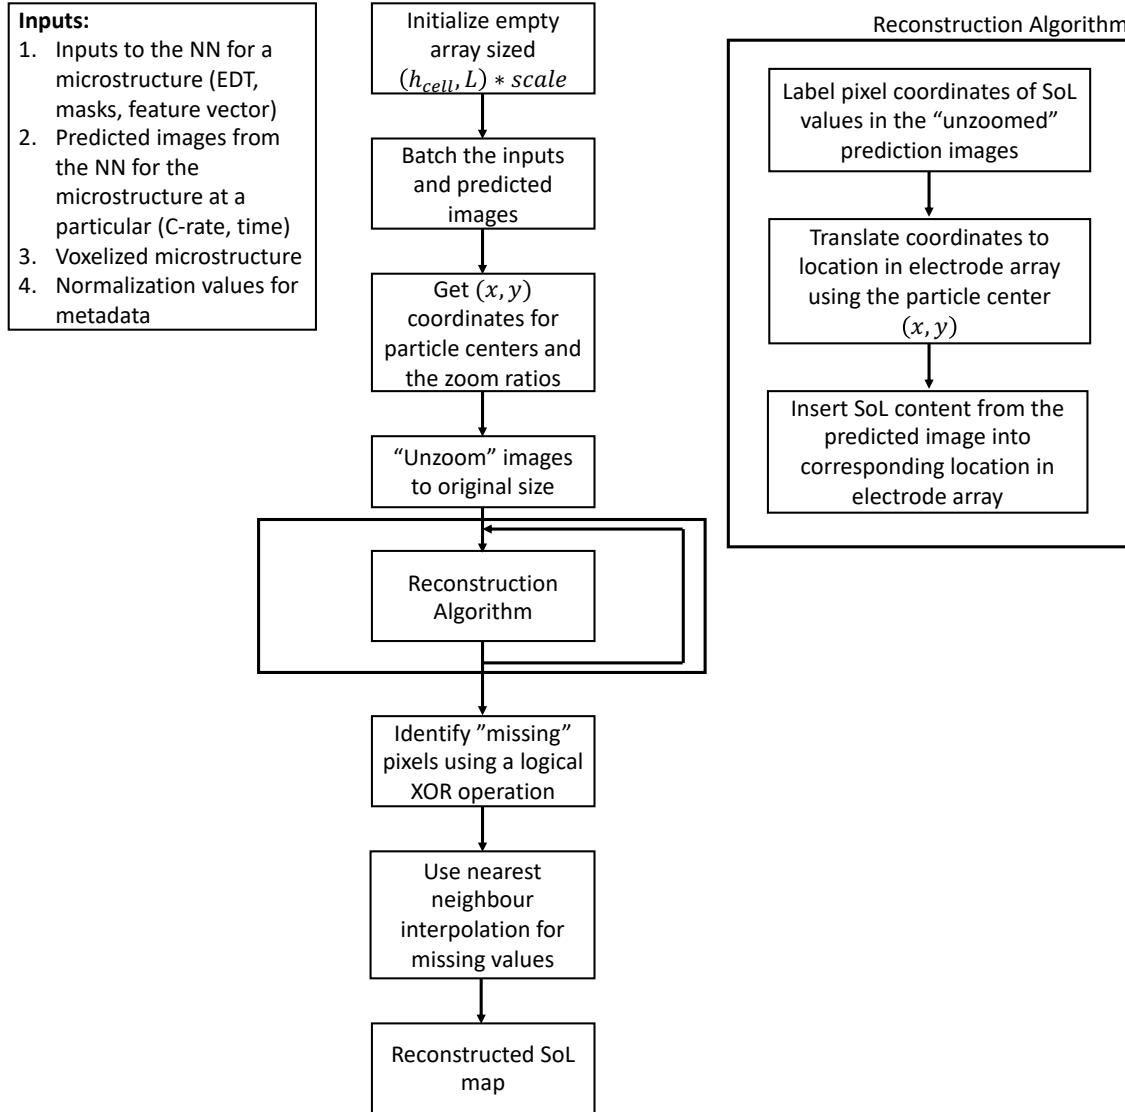 Inputs:
1. Inputs to the NN for a
microstructure (EDT,
masks, feature vector)
2. Predicted images from
the NN for the
microstructure at a
particular (C-rate, time)
3. Voxelized microstructure
4. Normalization values for
metadata
Initialize empty
array sized
(h_cell, L) * scale
Batch the inputs
and predicted
images
Get (x, y)
coordinates for
particle centers and
the zoom ratios
“Unzoom” images
to original size
Reconstruction
Algorithm
Identify ”missing”
pixels using a logical
XOR operation
Use nearest
neighbour
interpolation for
missing values
Reconstructed SoL
map
Reconstruction Algorithm
Label pixel coordinates of SoL
values in the “unzoomed”
prediction images
Translate coordinates to
location in electrode array
using the particle center
(x, y)
Insert SoL content from the
predicted image into
corresponding location in
electrode array